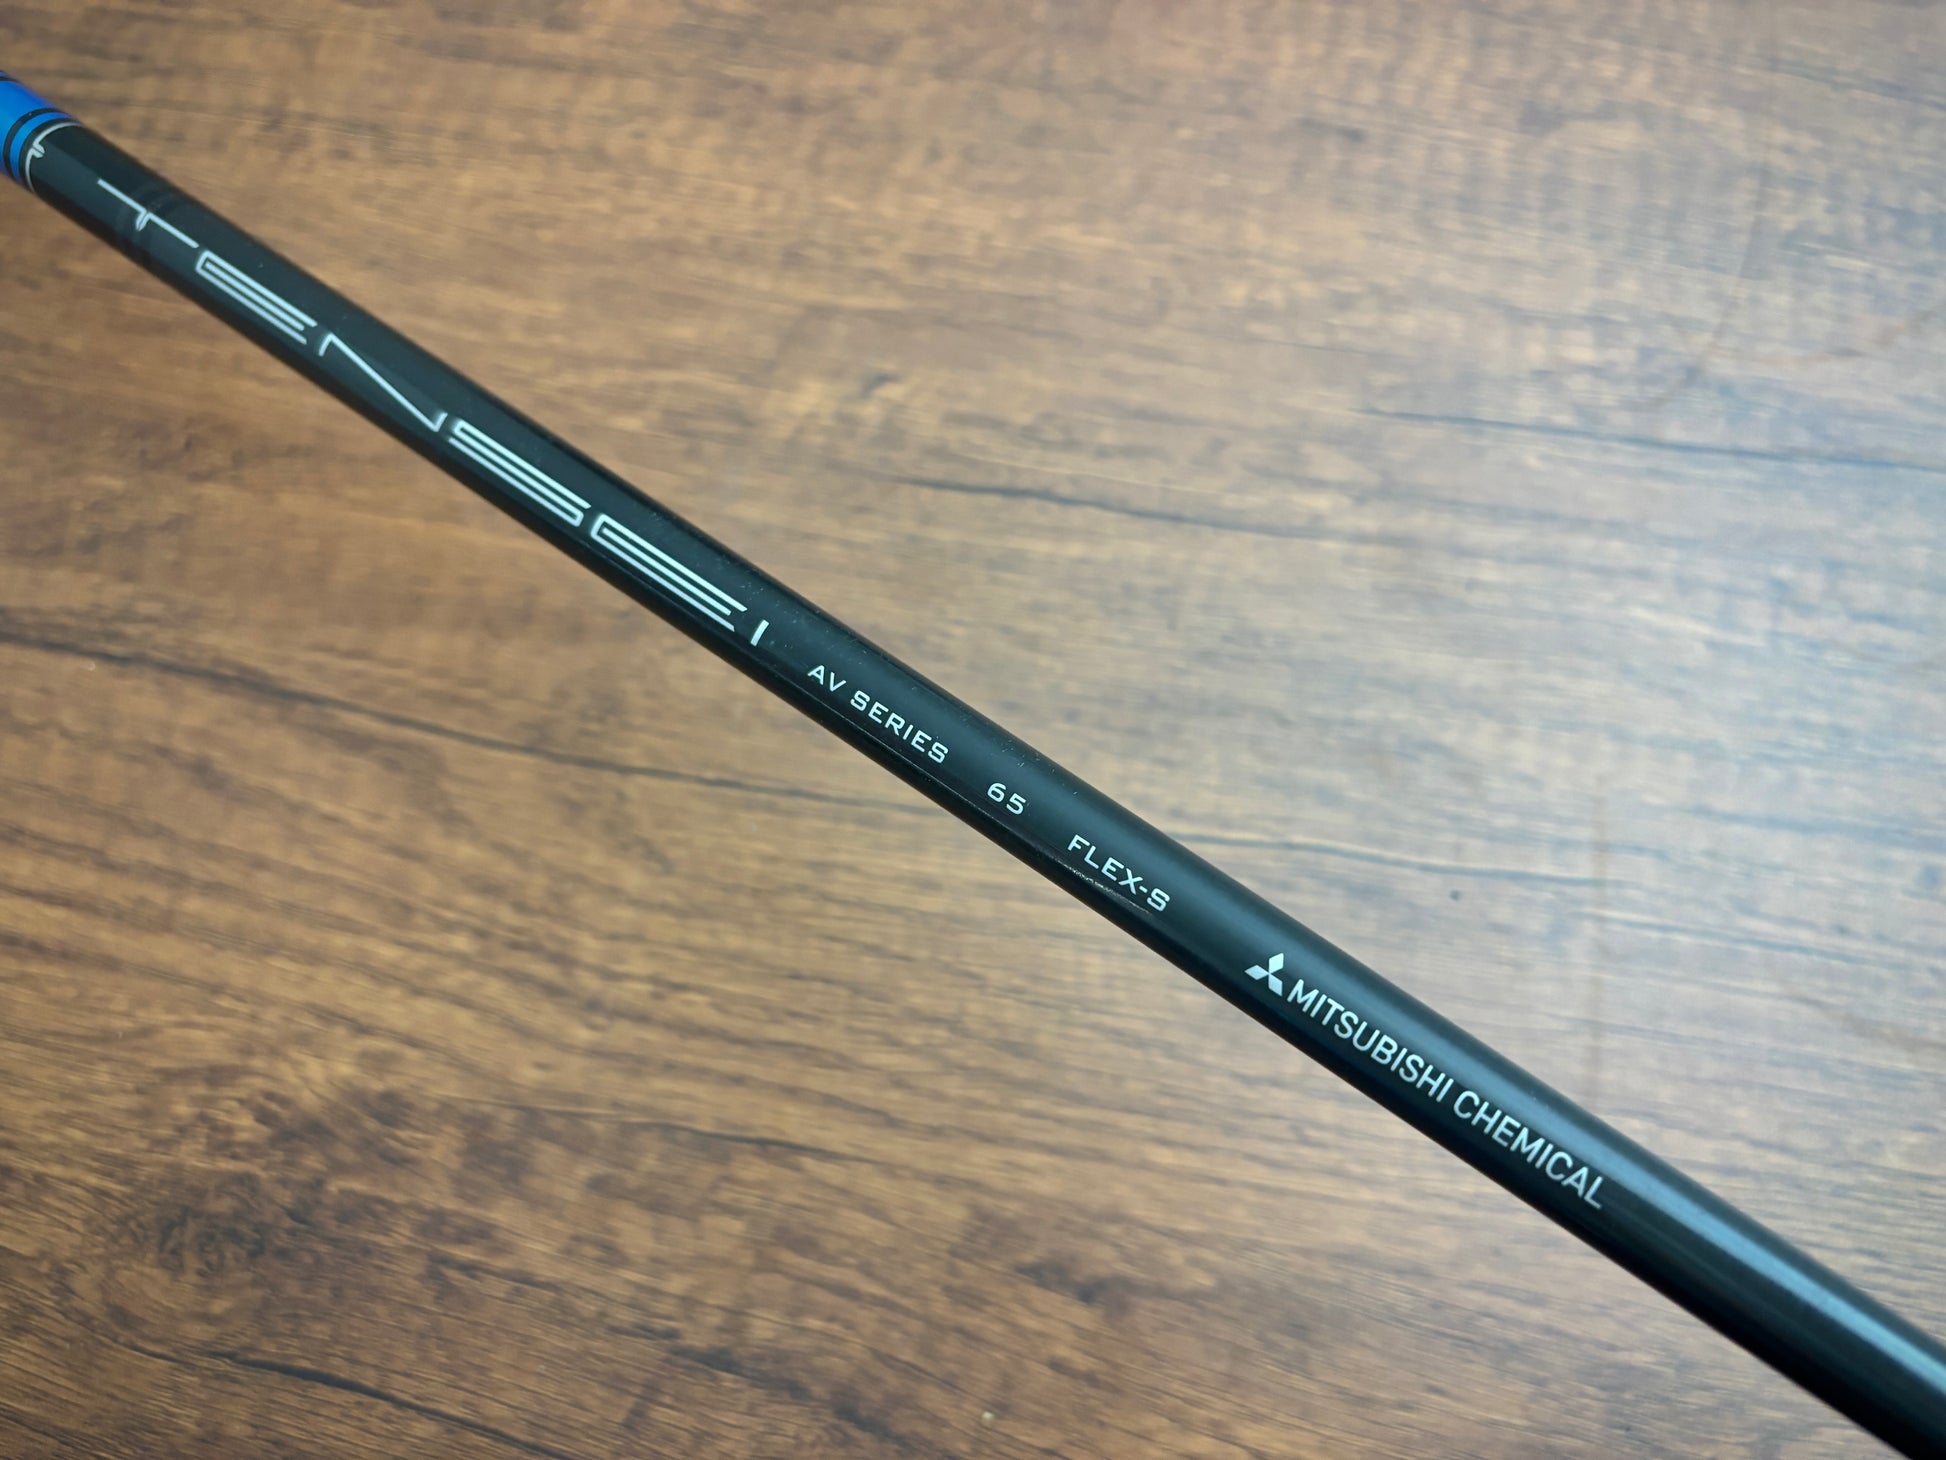 TENSEI AV SERIES 65 FLEX-S MITSUBISHI CHEMICAL